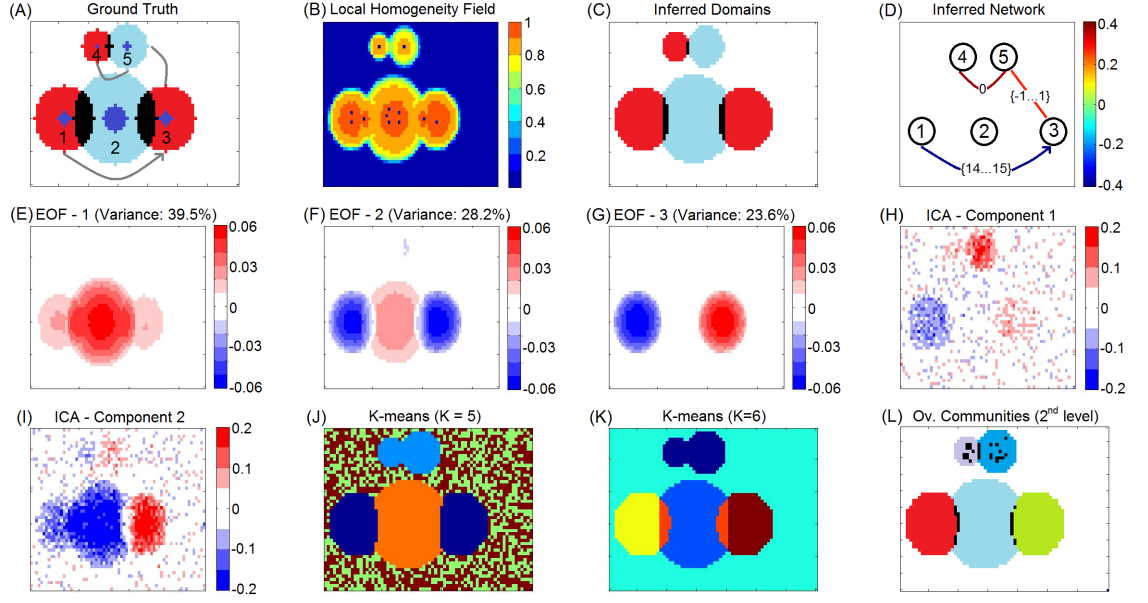 (A) Ground Truth
4 5
1 2 3
(B) Local Homogeneity Field
1
0.8
0.6
0.4
0.2
(C) Inferred Domains
(D) Inferred Network
4 5
0
{-1...1}
1 2 3
{14...15}
0.4
0.2
0
-0.2
-0.4
(E) EOF - 1 (Variance: 39.5%)
0.06
0.03
0
-0.03
-0.06
(F) EOF - 2 (Variance: 28.2%)
0.06
0.03
0
-0.03
-0.06
(G) EOF - 3 (Variance: 23.6%)
0.06
0.03
0
-0.03
-0.06
(H) ICA - Component 1
0.2
0.1
0
-0.1
-0.2
(I) ICA - Component 2
0.2
0.1
0
-0.1
-0.2
(J) K-means (K = 5)
(K) K-means (K=6)
(L) Ov. Communities (2nd level)